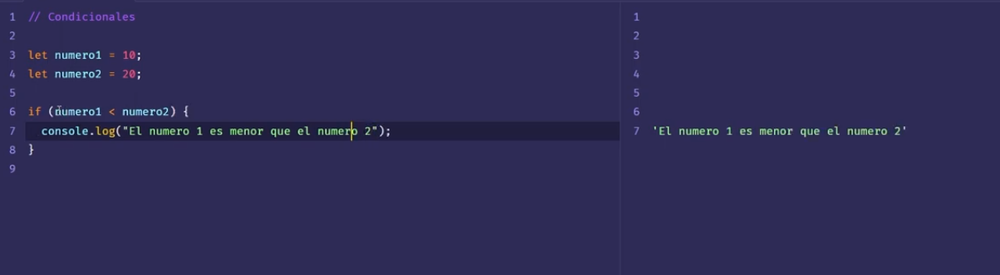 1 // Condicionales
2
3 let numero1 = 10;
4 let numero2 = 20;
5
6 if (numero1 < numero2) {
7 console.log("El numero 1 es menor que el numero 2");
8 }
9
1
2
3
4
5
6
7 'El numero 1 es menor que el numero 2'